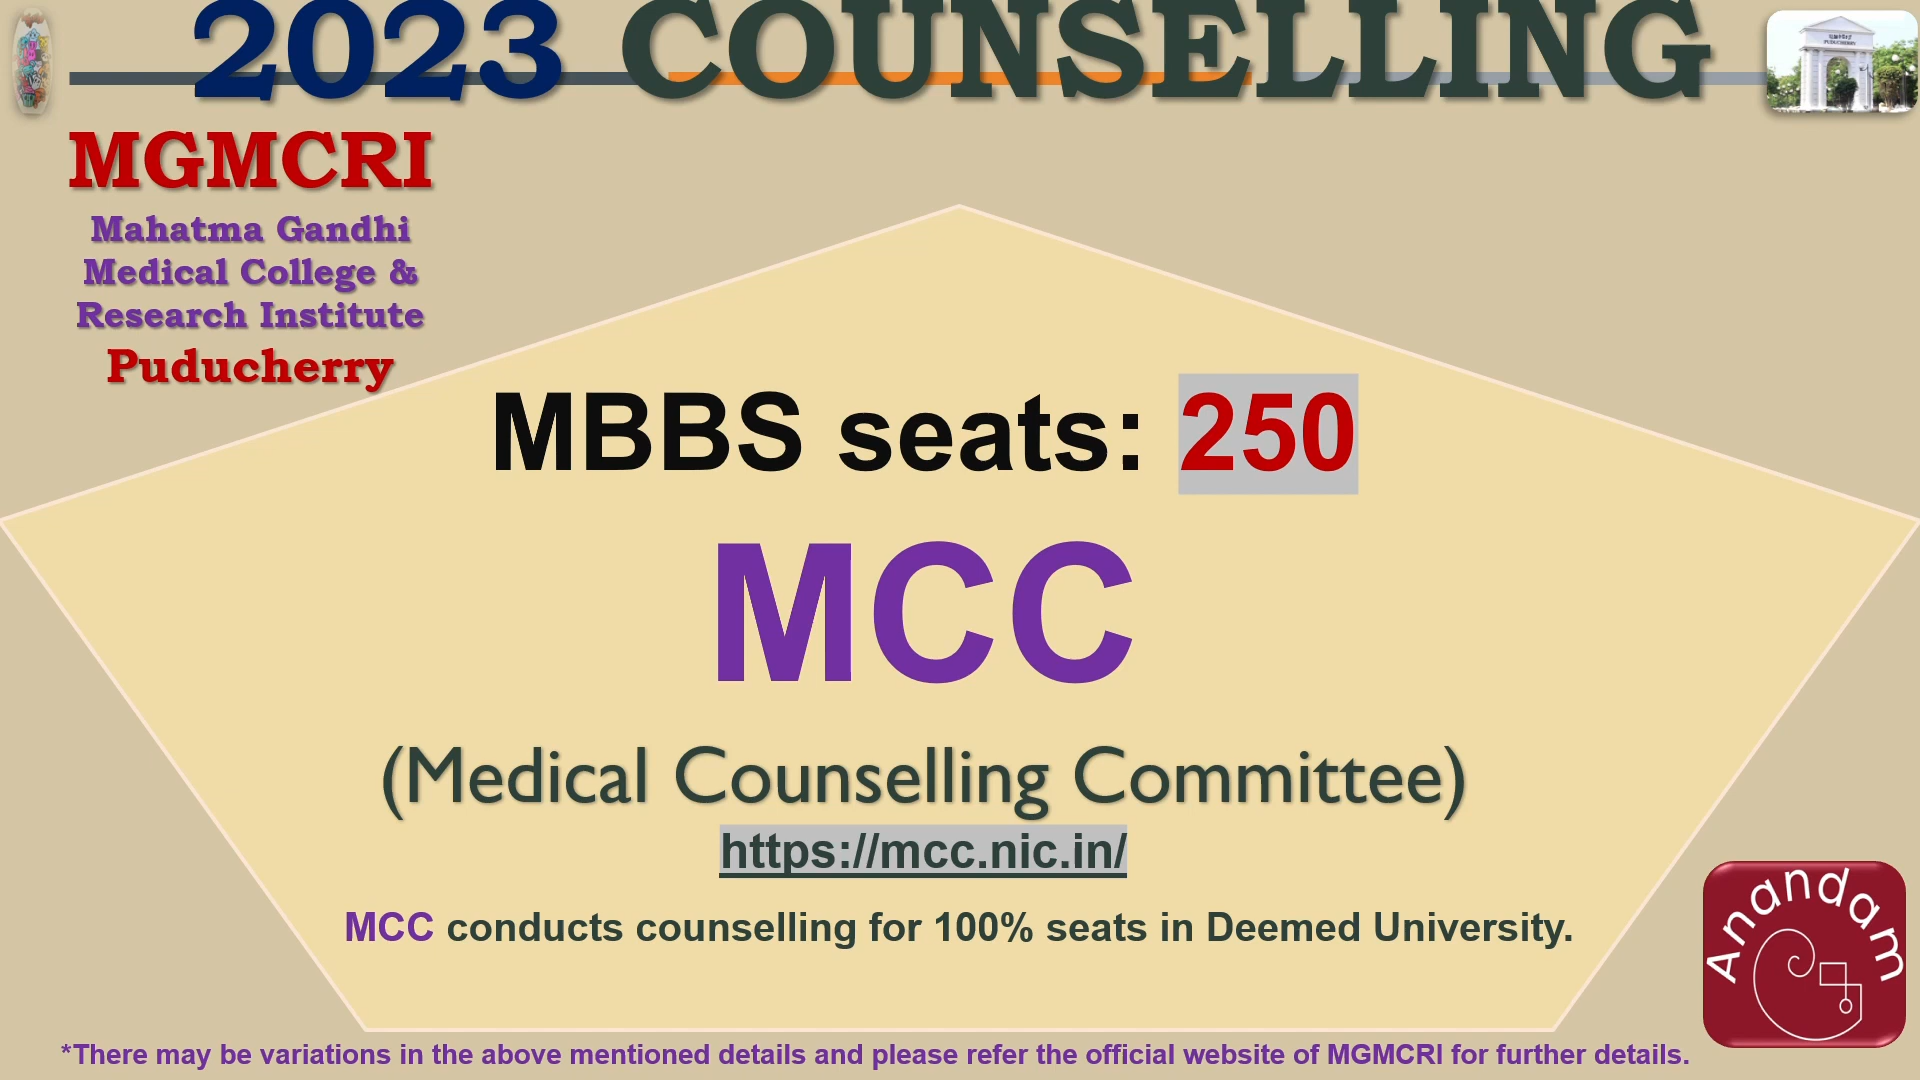 2023 COUNSELLING
MGMCRI
Mahatma Gandhi
Medical College &
Research Institute
Puducherry
MBBS seats: 250
MCC
(Medical Counselling Committee)
https://mcc.nic.in/
MCC conducts counselling for 100% seats in Deemed University.
Anandam
*There may be variations in the above mentioned details and please refer the official website of MGMCRI for further details.